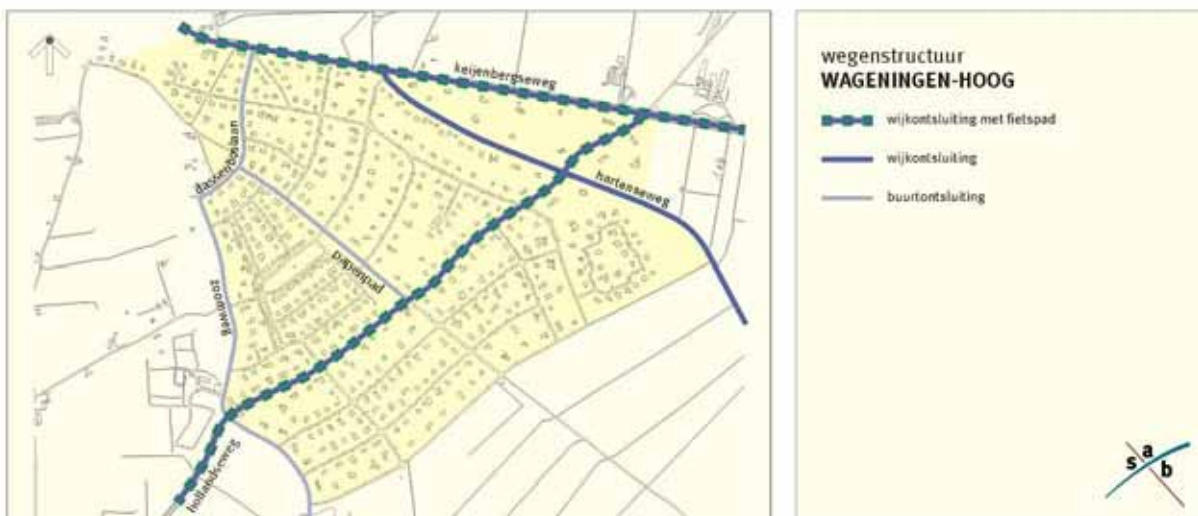 keijenbergseweg
dassenboslaan
hartenseweg
papenpad
zoomweg
hollandseweg
wegenstructuur
WAGENINGEN-HOOG
wijkontsluiting met fietspad
wijkontsluiting
buurtontsluiting
s a b